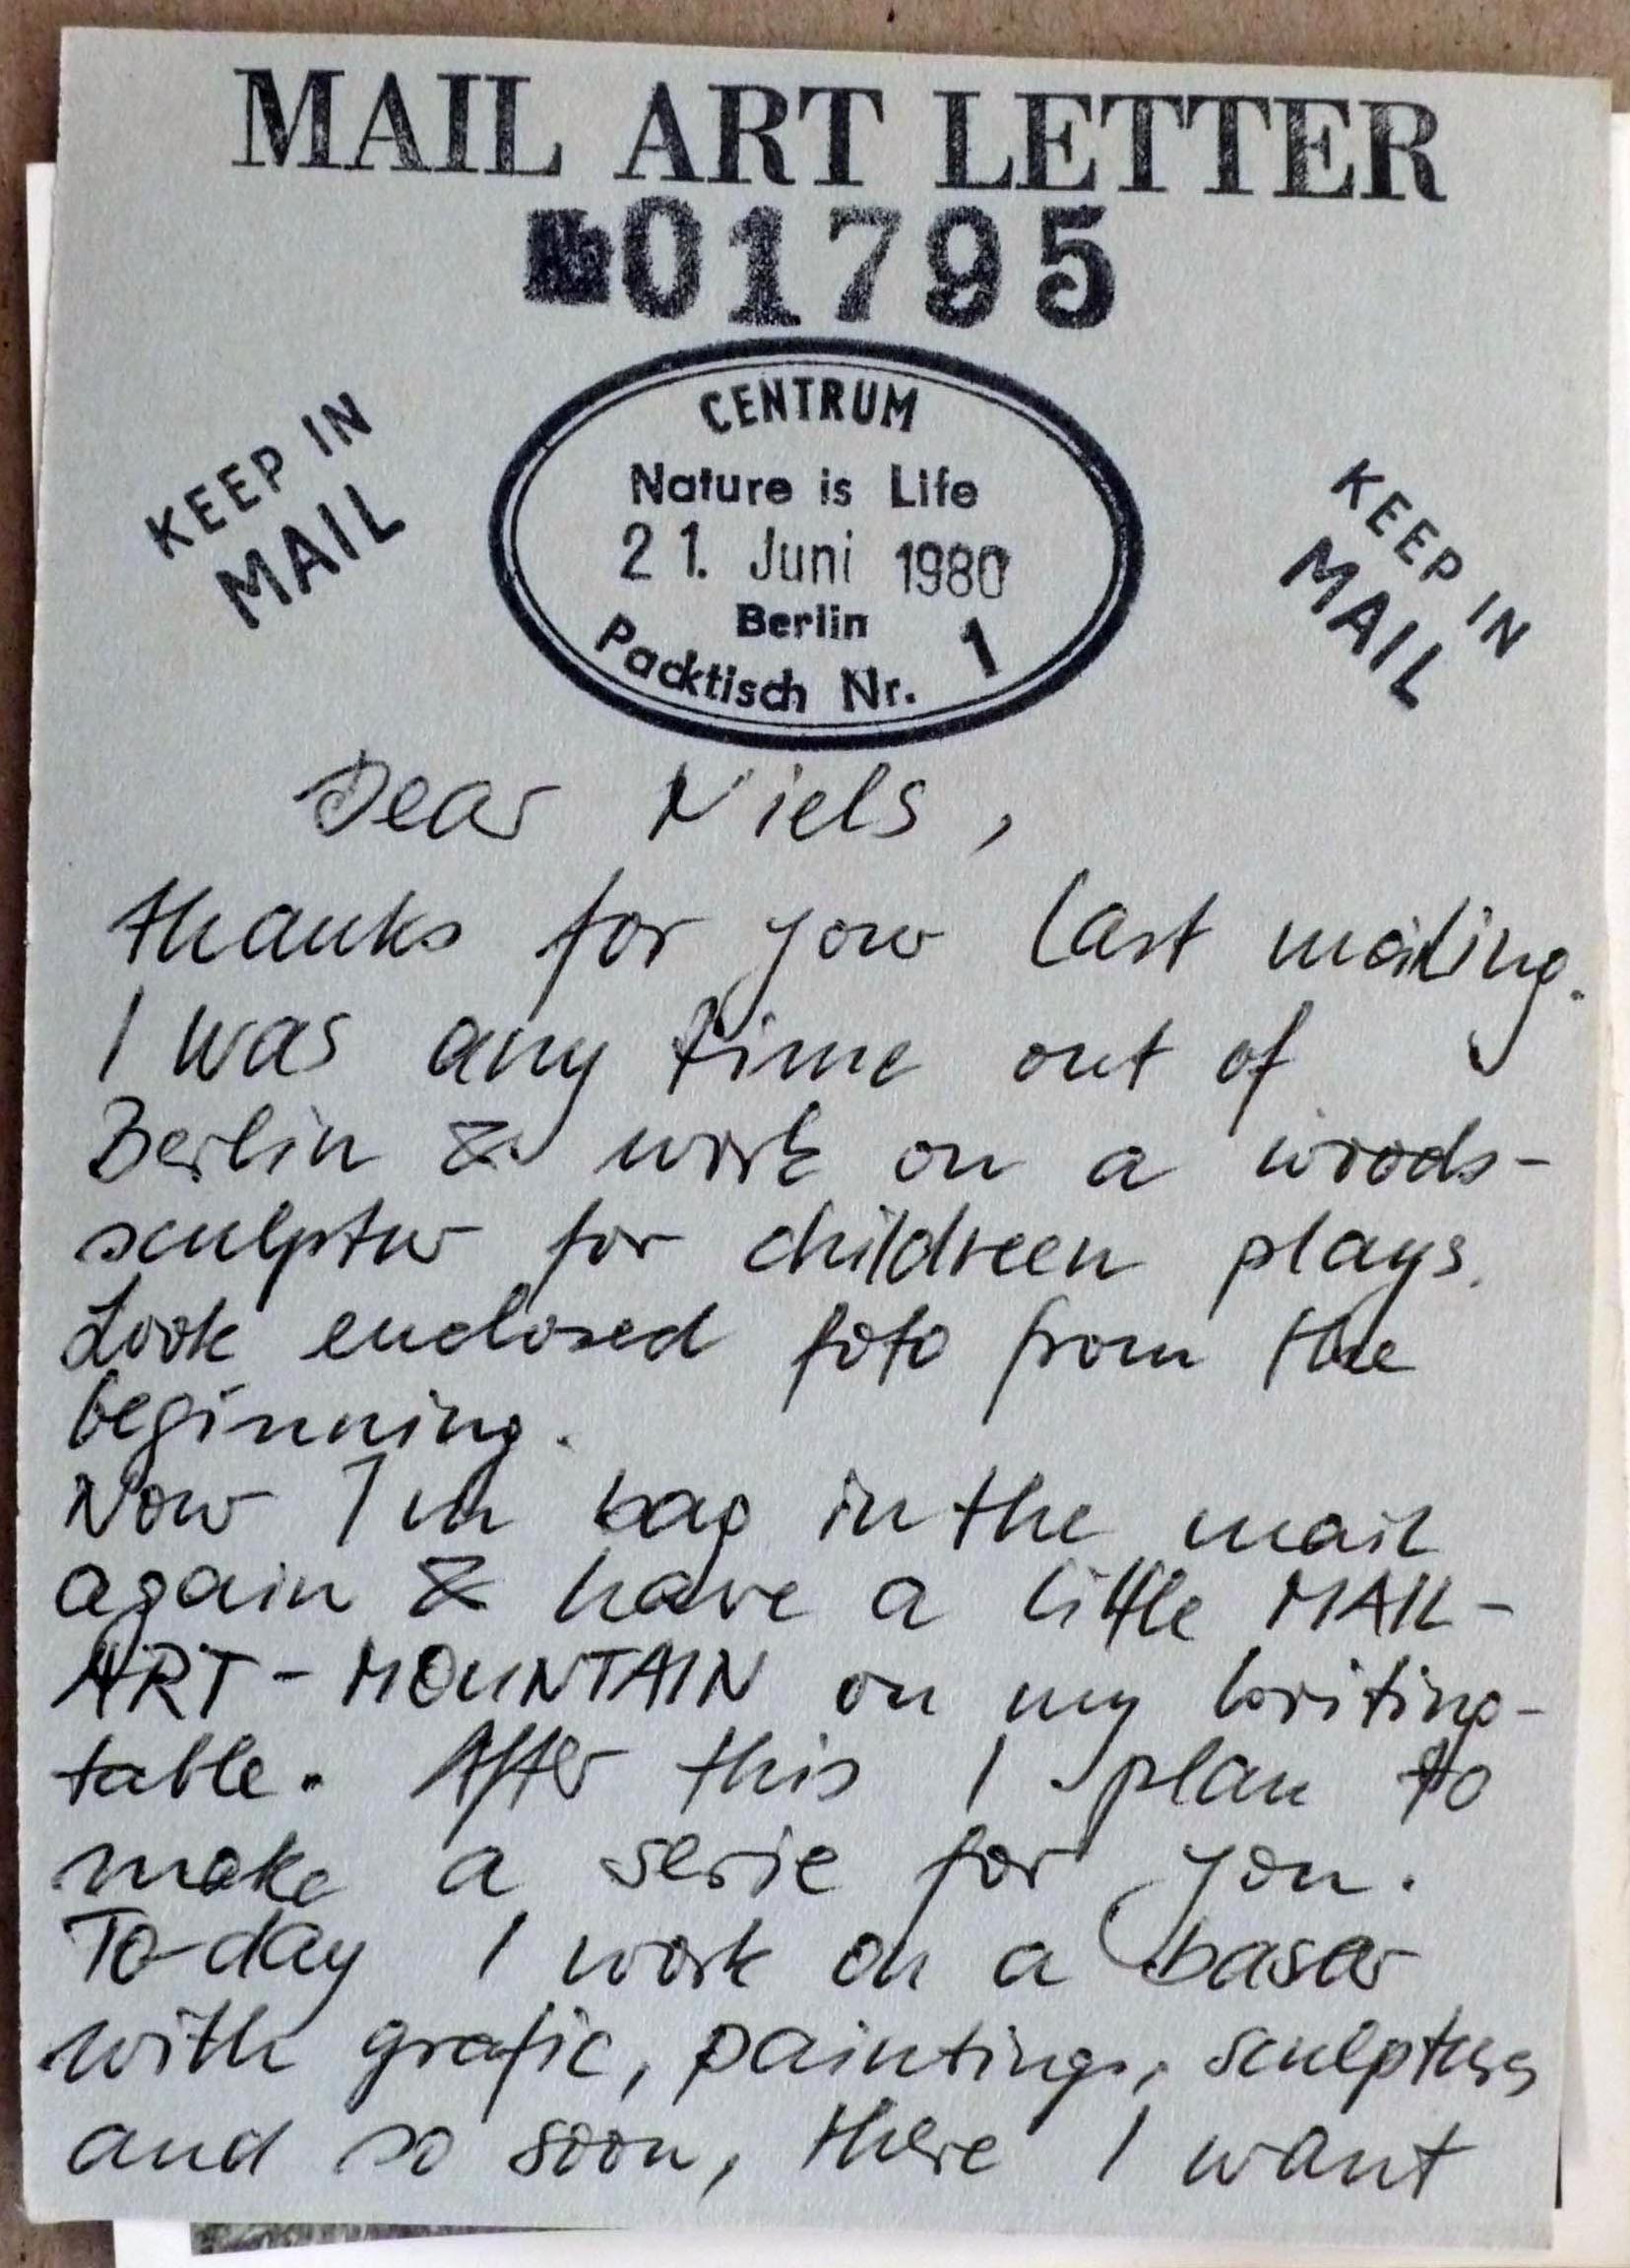 MAIL ART LETTER
№01795
CENTRUM
Nature is Life
21. Juni 1980
Berlin
Packtisch Nr. 1
KEEP IN
MAIL
KEEP IN
MAIL
Dear Niels,
thanks for your last mailing.
I was any time out of
Berlin & work on a woods-
sculptur for childreen plays.
Look enclosed foto from the
beginning.
Now I'm bag in the mail
again & have a little MAIL-
ART-MOUNTAIN on my writing-
table. After this I plan to
make a serie for you.
To-day I work on a basar
with grafic, paintings, sculpturs
and so soon, there I want